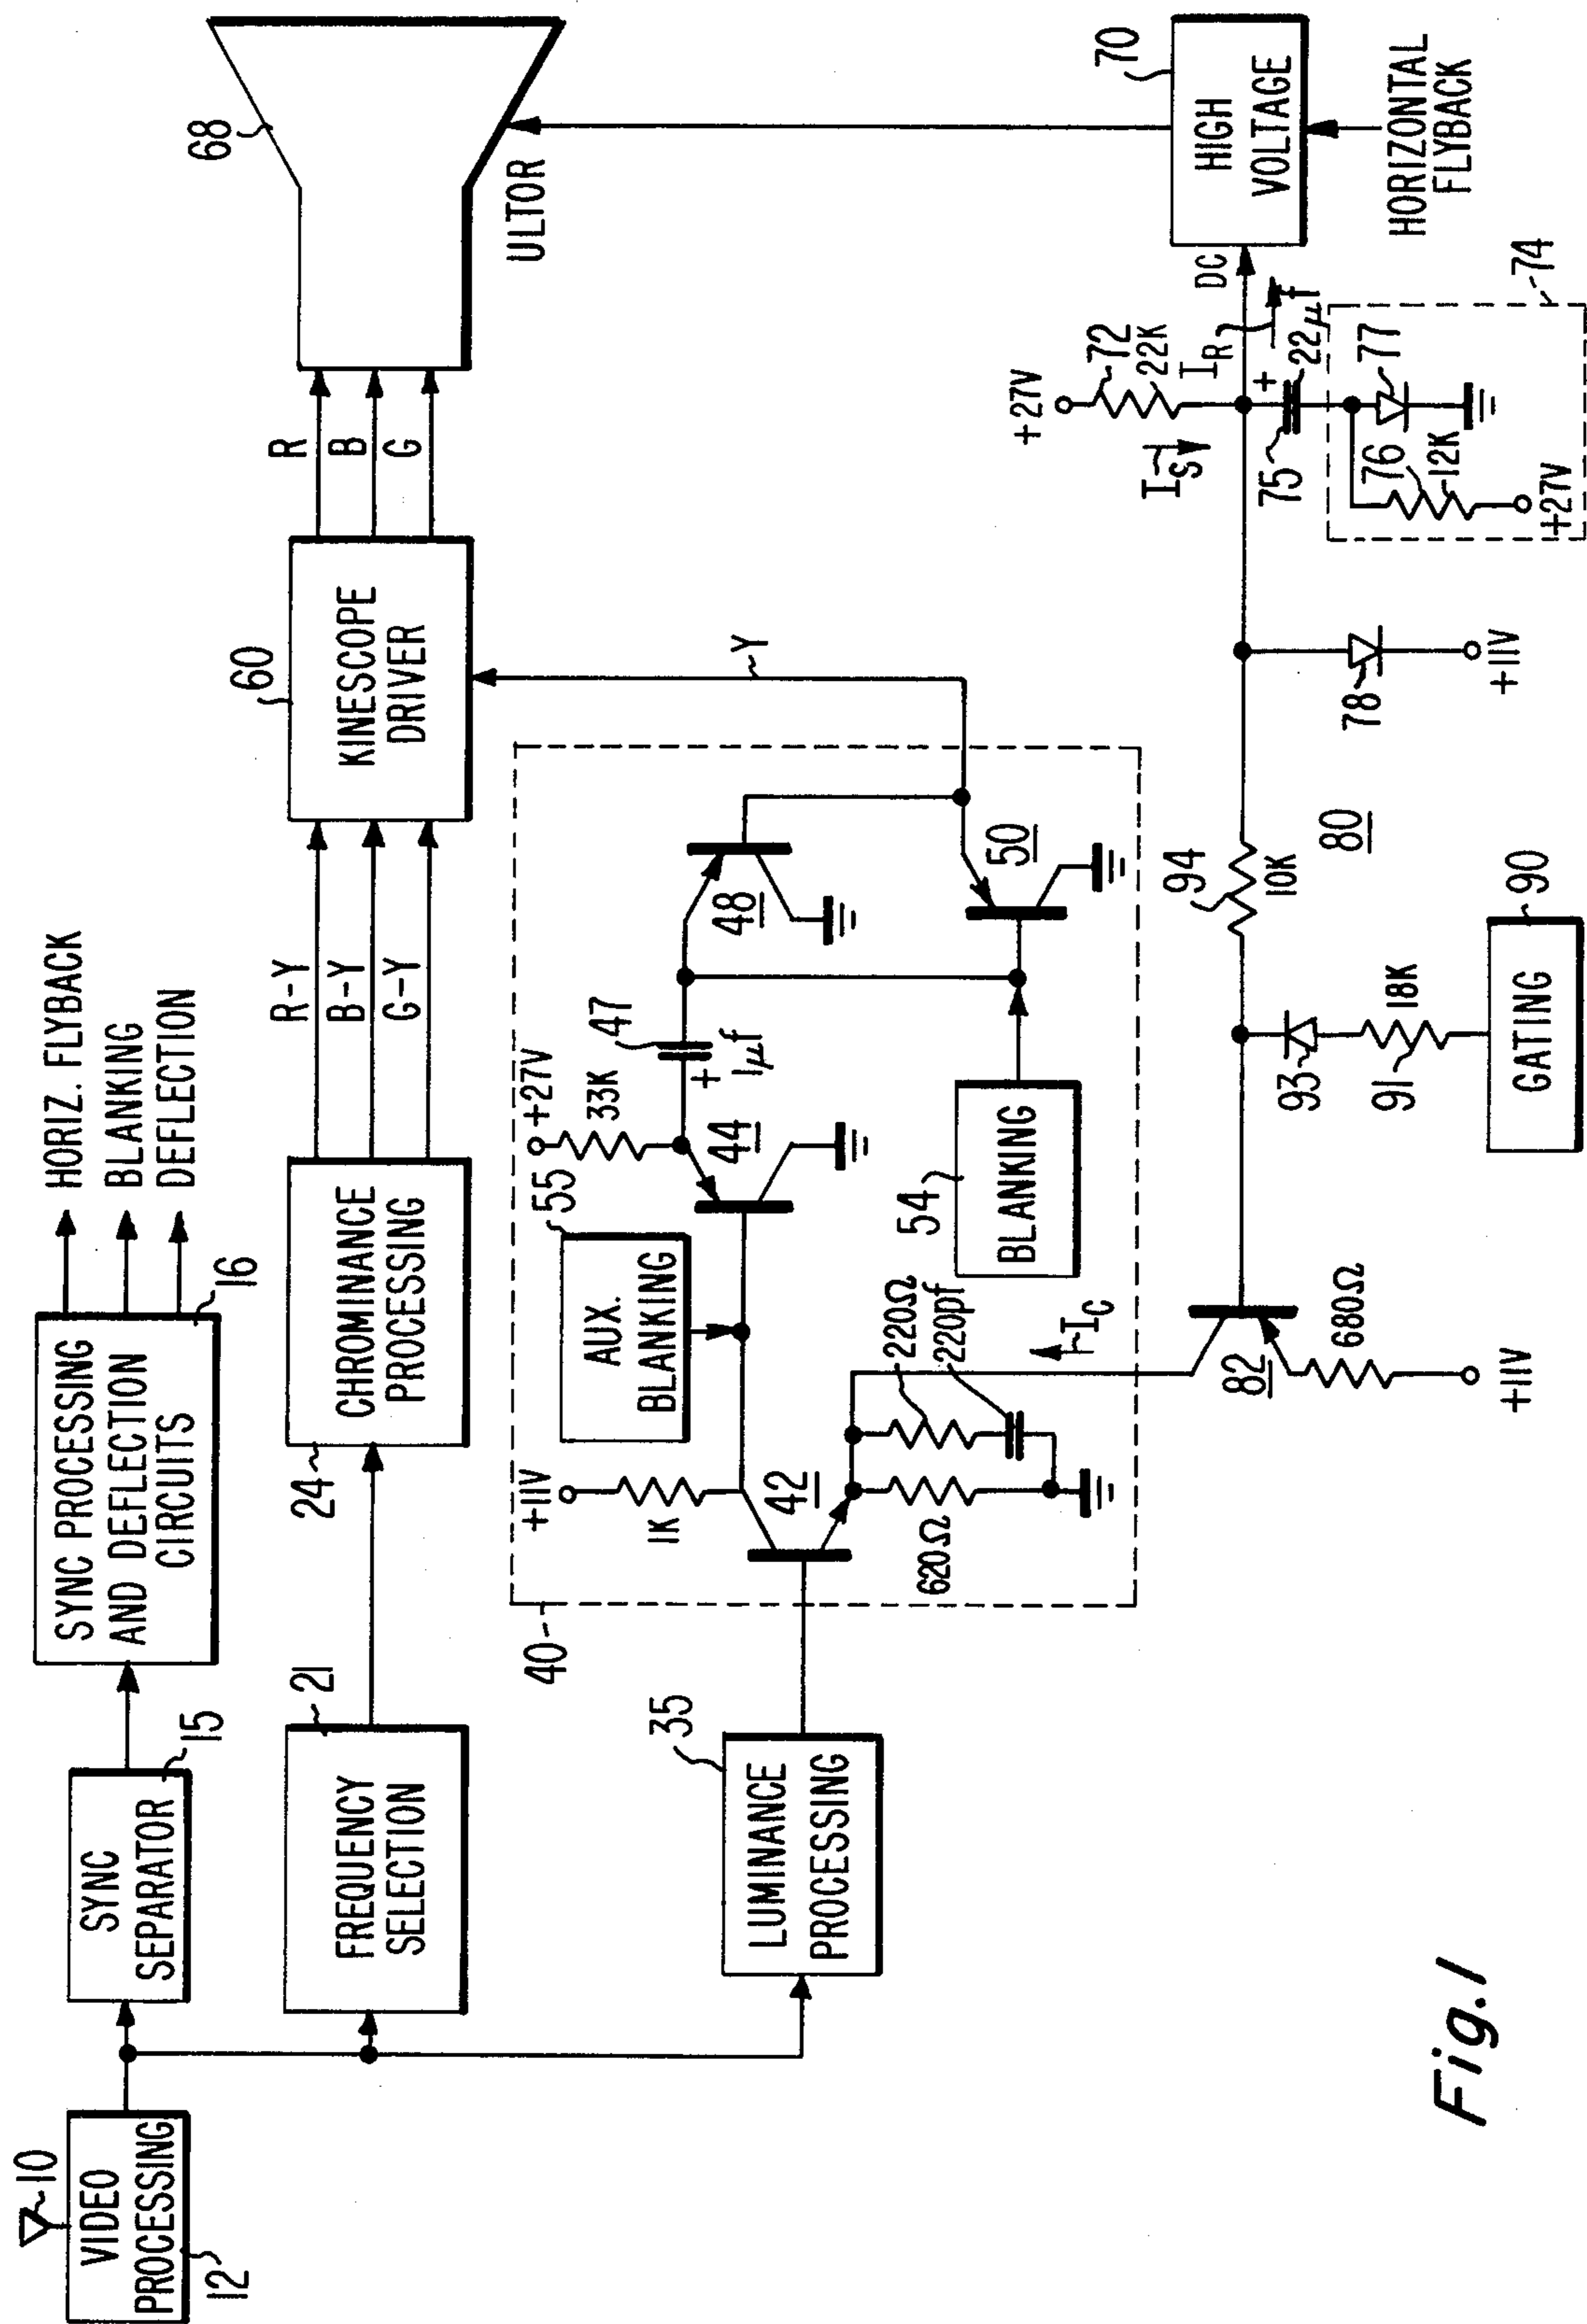 10
VIDEO
PROCESSING
12
SYNC
SEPARATOR
15
SYNC PROCESSING
AND DEFLECTION
CIRCUITS
16
HORIZ. FLYBACK
BLANKING
DEFLECTION
FREQUENCY
SELECTION
21
CHROMINANCE
PROCESSING
24
R-Y
B-Y
G-Y
KINESCOPE
DRIVER
60
R
B
G
68
ULTOR
LUMINANCE
PROCESSING
35
40
+11V
1K
42
620Ω
220Ω
220pf
IC
AUX.
BLANKING
55
+27V
33K
44
47
+
1μf
48
50
BLANKING
54
Y
82
680Ω
+11V
GATING
90
91
18K
93
94
10K
80
78
+11V
+27V
72
22K
IS
IR
DC
75
+
22μf
76
12K
+27V
77
74
HIGH
VOLTAGE
70
HORIZONTAL
FLYBACK
Fig.1